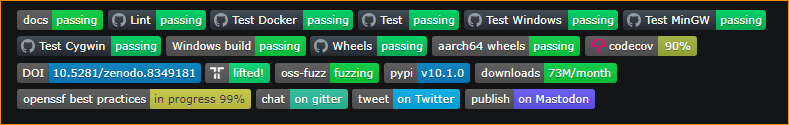 docs passing Lint passing Test Docker passing Test passing Test Windows passing Test MinGW passing
Test Cygwin passing Windows build passing Wheels passing aarch64 wheels passing codecov 90%
DOI 10.5281/zenodo.8349181 lifted! oss-fuzz fuzzing pypi v10.1.0 downloads 73M/month
openssf best practices in progress 99% chat on gitter tweet on Twitter publish on Mastodon